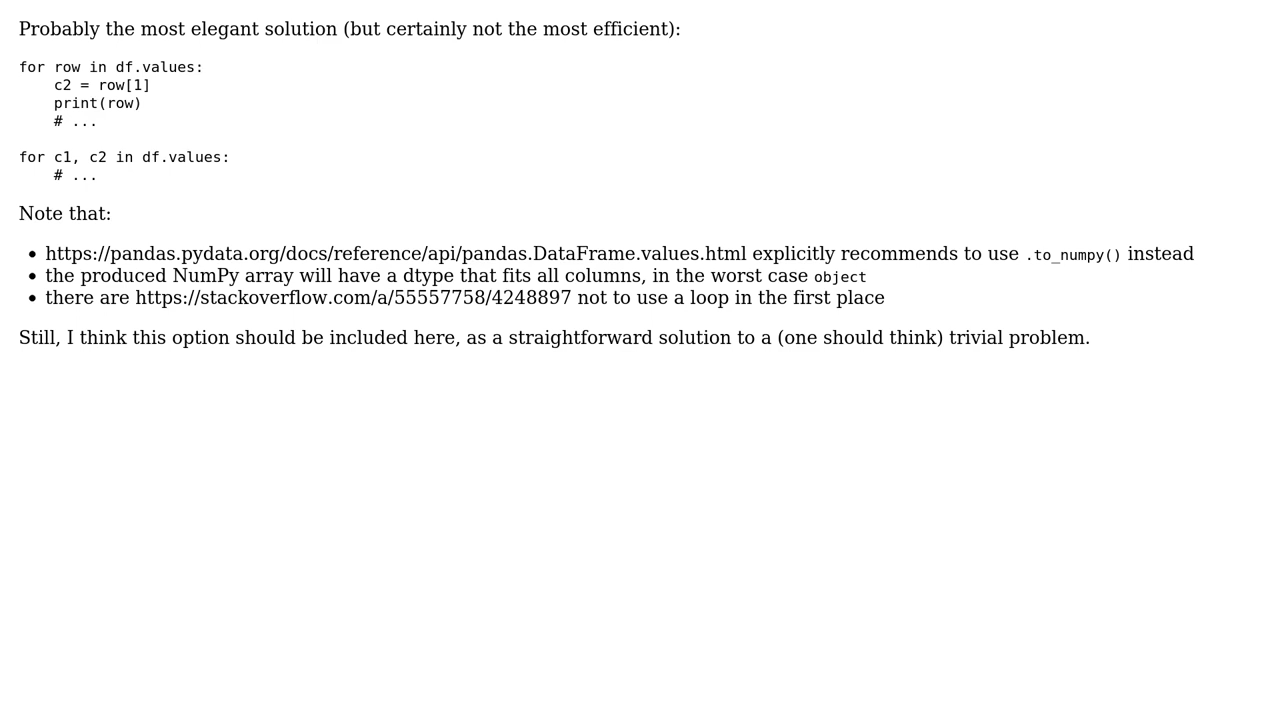 Probably the most elegant solution (but certainly not the most efficient):
for row in df.values:
    c2 = row[1]
    print(row)
    # ...
for c1, c2 in df.values:
    # ...
Note that:
• https://pandas.pydata.org/docs/reference/api/pandas.DataFrame.values.html explicitly recommends to use .to_numpy() instead
• the produced NumPy array will have a dtype that fits all columns, in the worst case object
• there are https://stackoverflow.com/a/55557758/4248897 not to use a loop in the first place
Still, I think this option should be included here, as a straightforward solution to a (one should think) trivial problem.